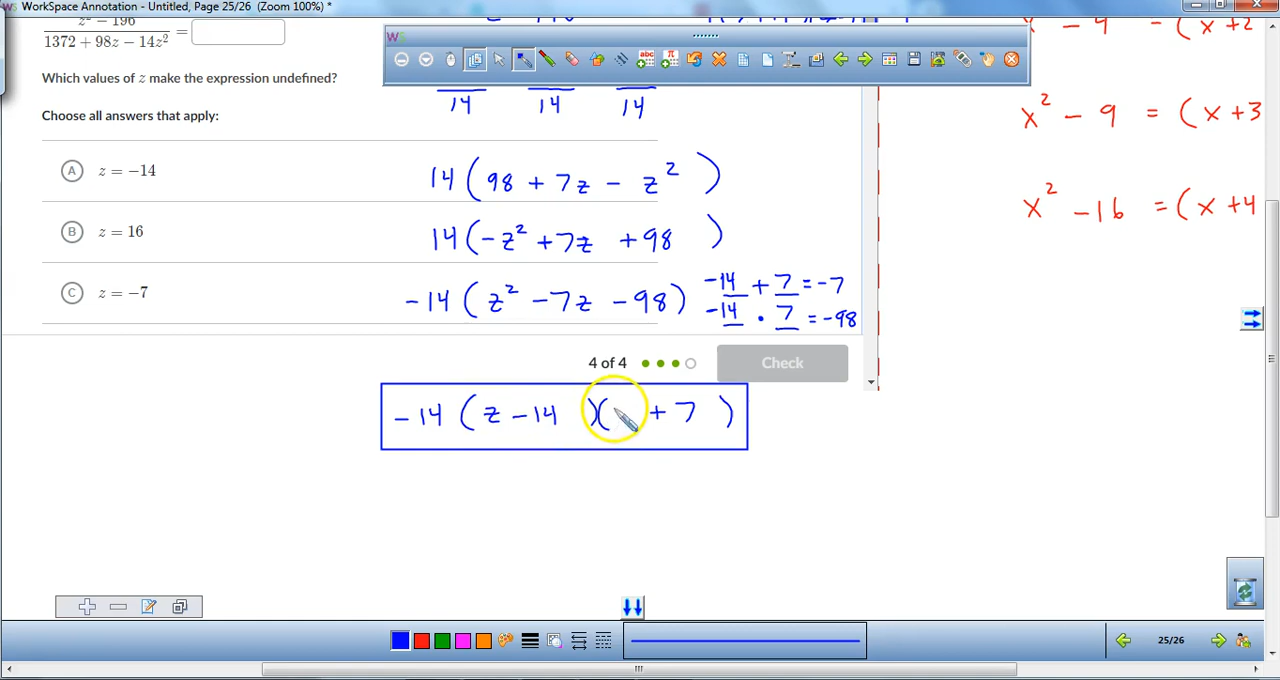 WorkSpace Annotation - Untitled, Page 25/26 (Zoom 100%) *
z² − 196
1372 + 98z − 14z² =
Which values of z make the expression undefined?
Choose all answers that apply:
A z = −14
B z = 16
C z = −7
14 14 14
14(98 + 7z - z²)
14(-z² + 7z + 98)
-14(z² - 7z - 98)
-14 + 7 = -7
-14 · 7 = -98
4 of 4
Check
-14(z - 14)( + 7)
x² - 9 = (x + 3
x² - 16 = (x + 4
25/26